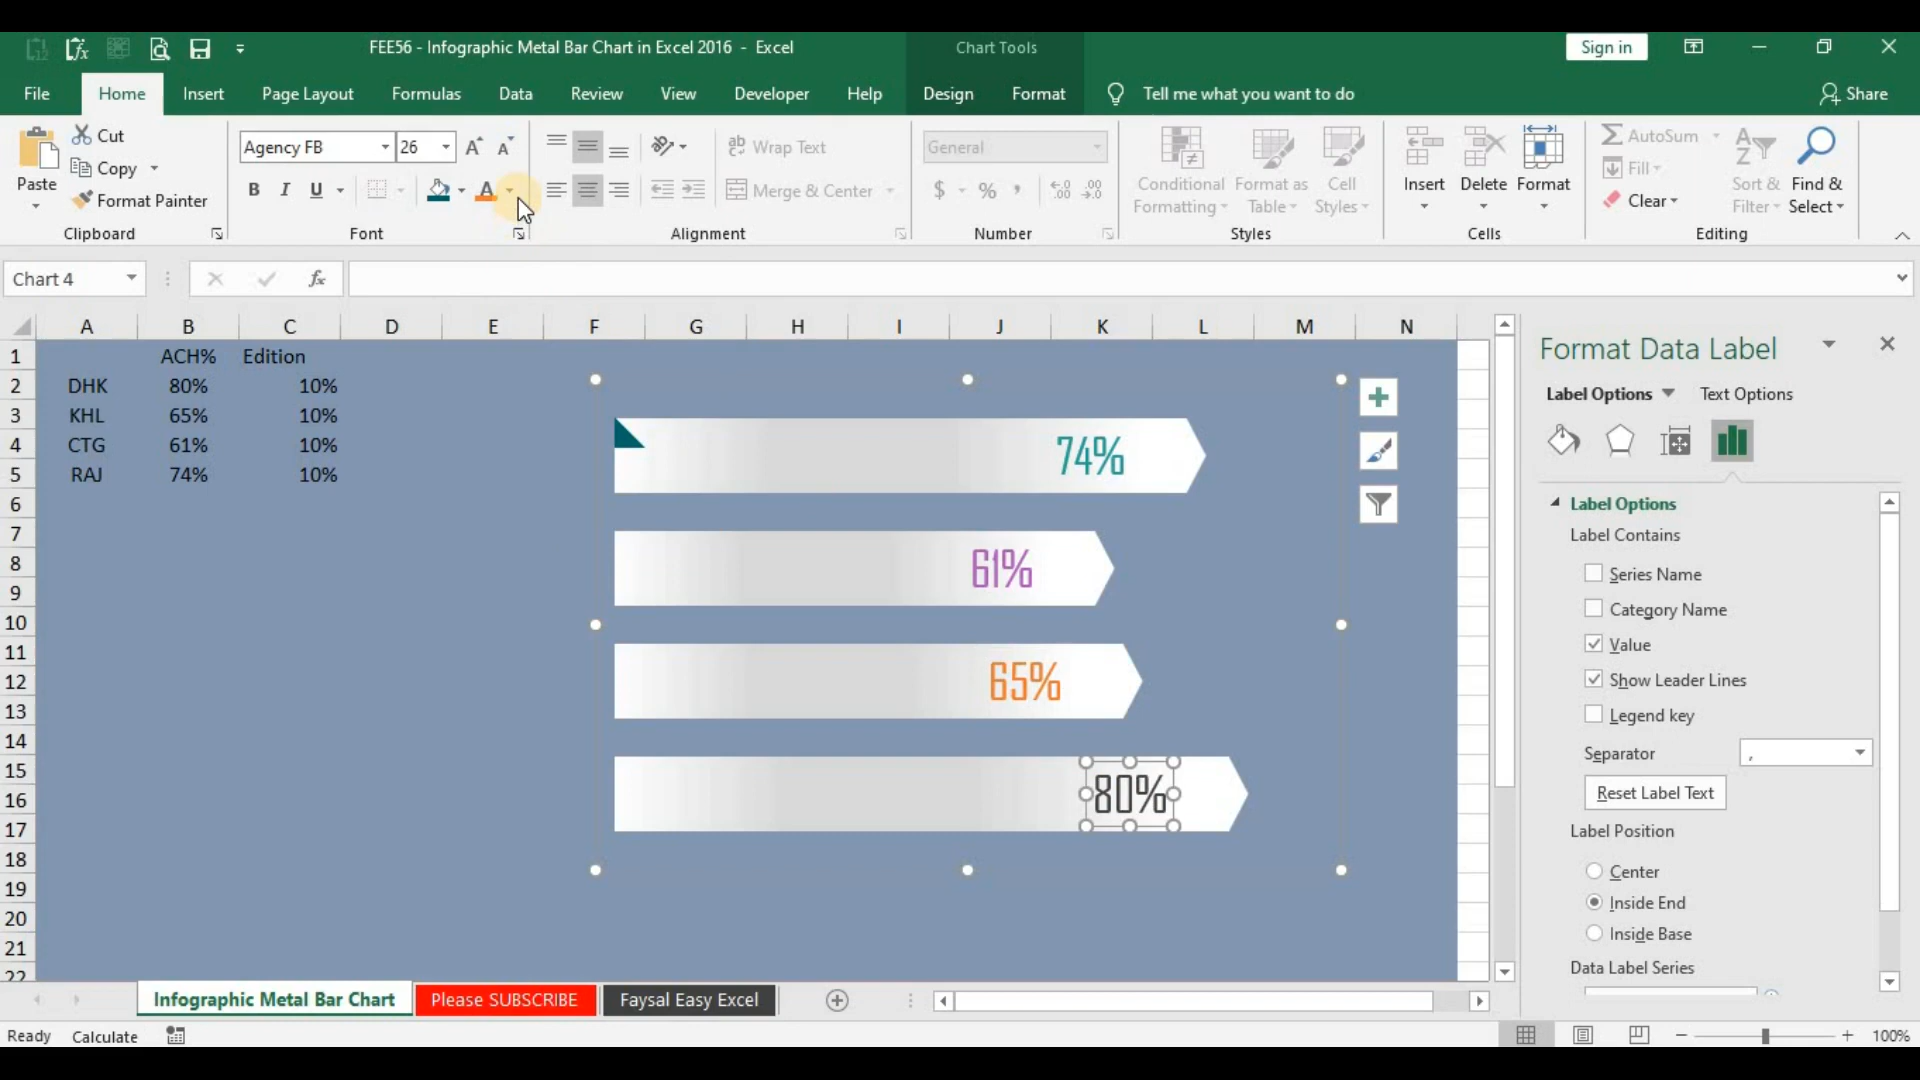 FEE56 - Infographic Metal Bar Chart in Excel 2016 - Excel
Chart Tools
Sign in
File Home Insert Page Layout Formulas Data Review View Developer Help Design Format Tell me what you want to do Share
Paste
Cut
Copy
Format Painter
Clipboard
Agency FB 26
B I U
Font
Wrap Text
Merge & Center
Alignment
General
$ % ,
Number
Conditional Formatting
Format as Table
Cell Styles
Styles
Insert
Delete
Format
Cells
AutoSum
Fill
Clear
Sort & Filter
Find & Select
Editing
Chart 4
fx
A B C D E F G H I J K L M N
1 ACH% Edition
2 DHK 80% 10%
3 KHL 65% 10%
4 CTG 61% 10%
5 RAJ 74% 10%
6
7
8
9
10
11
12
13
14
15
16
17
18
19
20
21
22
74%
61%
65%
80%
Format Data Label
Label Options Text Options
Label Options
Label Contains
Series Name
Category Name
Value
Show Leader Lines
Legend key
Separator ,
Reset Label Text
Label Position
Center
Inside End
Inside Base
Data Label Series
Infographic Metal Bar Chart Please SUBSCRIBE Faysal Easy Excel
Ready Calculate 100%